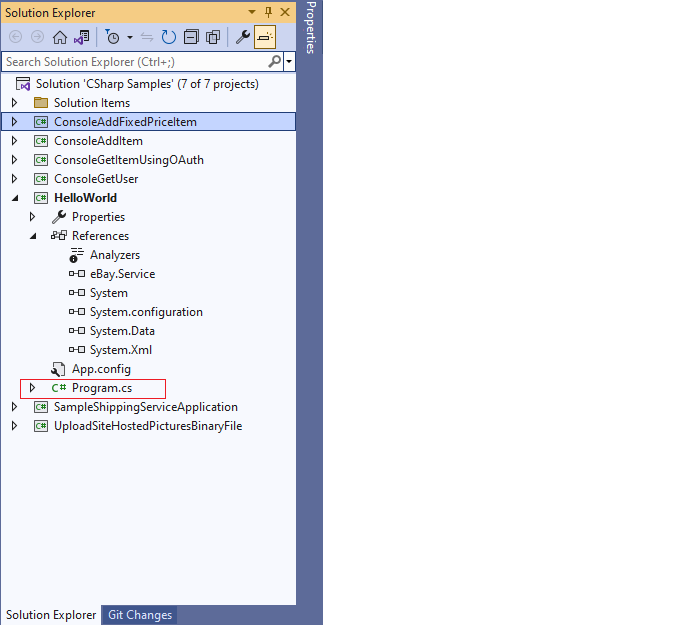 Solution Explorer
Properties
Search Solution Explorer (Ctrl+;)
Solution 'CSharp Samples' (7 of 7 projects)
Solution Items
C# ConsoleAddFixedPriceItem
C# ConsoleAddItem
C# ConsoleGetItemUsingOAuth
C# ConsoleGetUser
C# HelloWorld
Properties
References
Analyzers
eBay.Service
System
System.configuration
System.Data
System.Xml
App.config
C# Program.cs
C# SampleShippingServiceApplication
C# UploadSiteHostedPicturesBinaryFile
Solution Explorer Git Changes